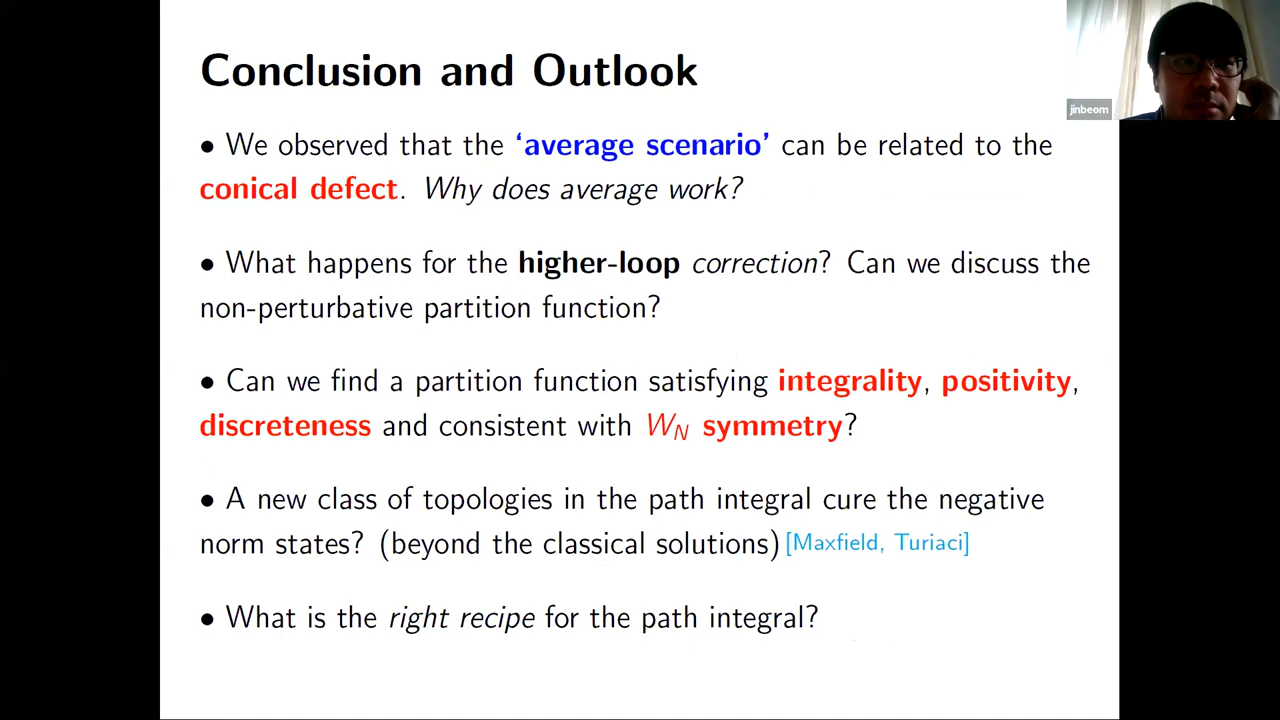 Conclusion and Outlook
jinbeom
• We observed that the ‘average scenario’ can be related to the
conical defect. Why does average work?
• What happens for the higher-loop correction? Can we discuss the
non-perturbative partition function?
• Can we find a partition function satisfying integrality, positivity,
discreteness and consistent with W_N symmetry?
• A new class of topologies in the path integral cure the negative
norm states? (beyond the classical solutions) [Maxfield, Turiaci]
• What is the right recipe for the path integral?